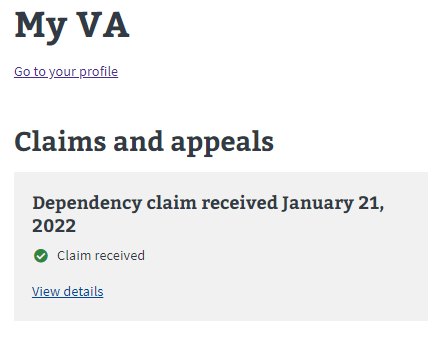 My VA
Go to your profile
Claims and appeals
Dependency claim received January 21,
2022
Claim received
View details